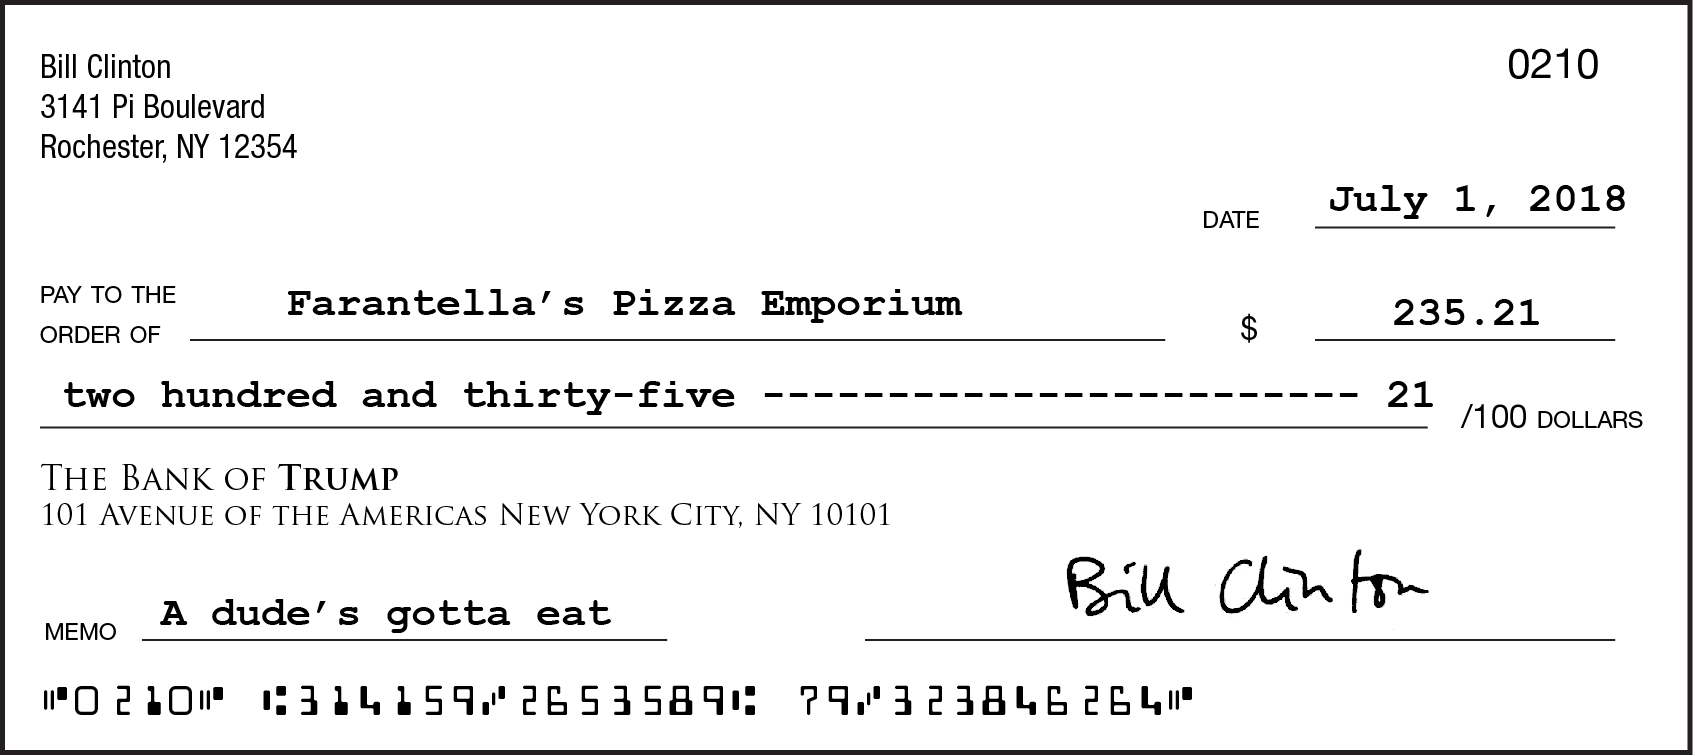 Bill Clinton
0210
3141 Pi Boulevard
Rochester, NY 12354
DATE July 1, 2018
PAY TO THE
ORDER OF Farantella’s Pizza Emporium $ 235.21
two hundred and thirty-five ------------------------ 21 /100 DOLLARS
THE BANK OF TRUMP
101 AVENUE OF THE AMERICAS NEW YORK CITY, NY 10101
Bill Clinton
MEMO A dude’s gotta eat
⑈0210⑈ ⑆314159⑇2653589⑆ 79⑇323846264⑈